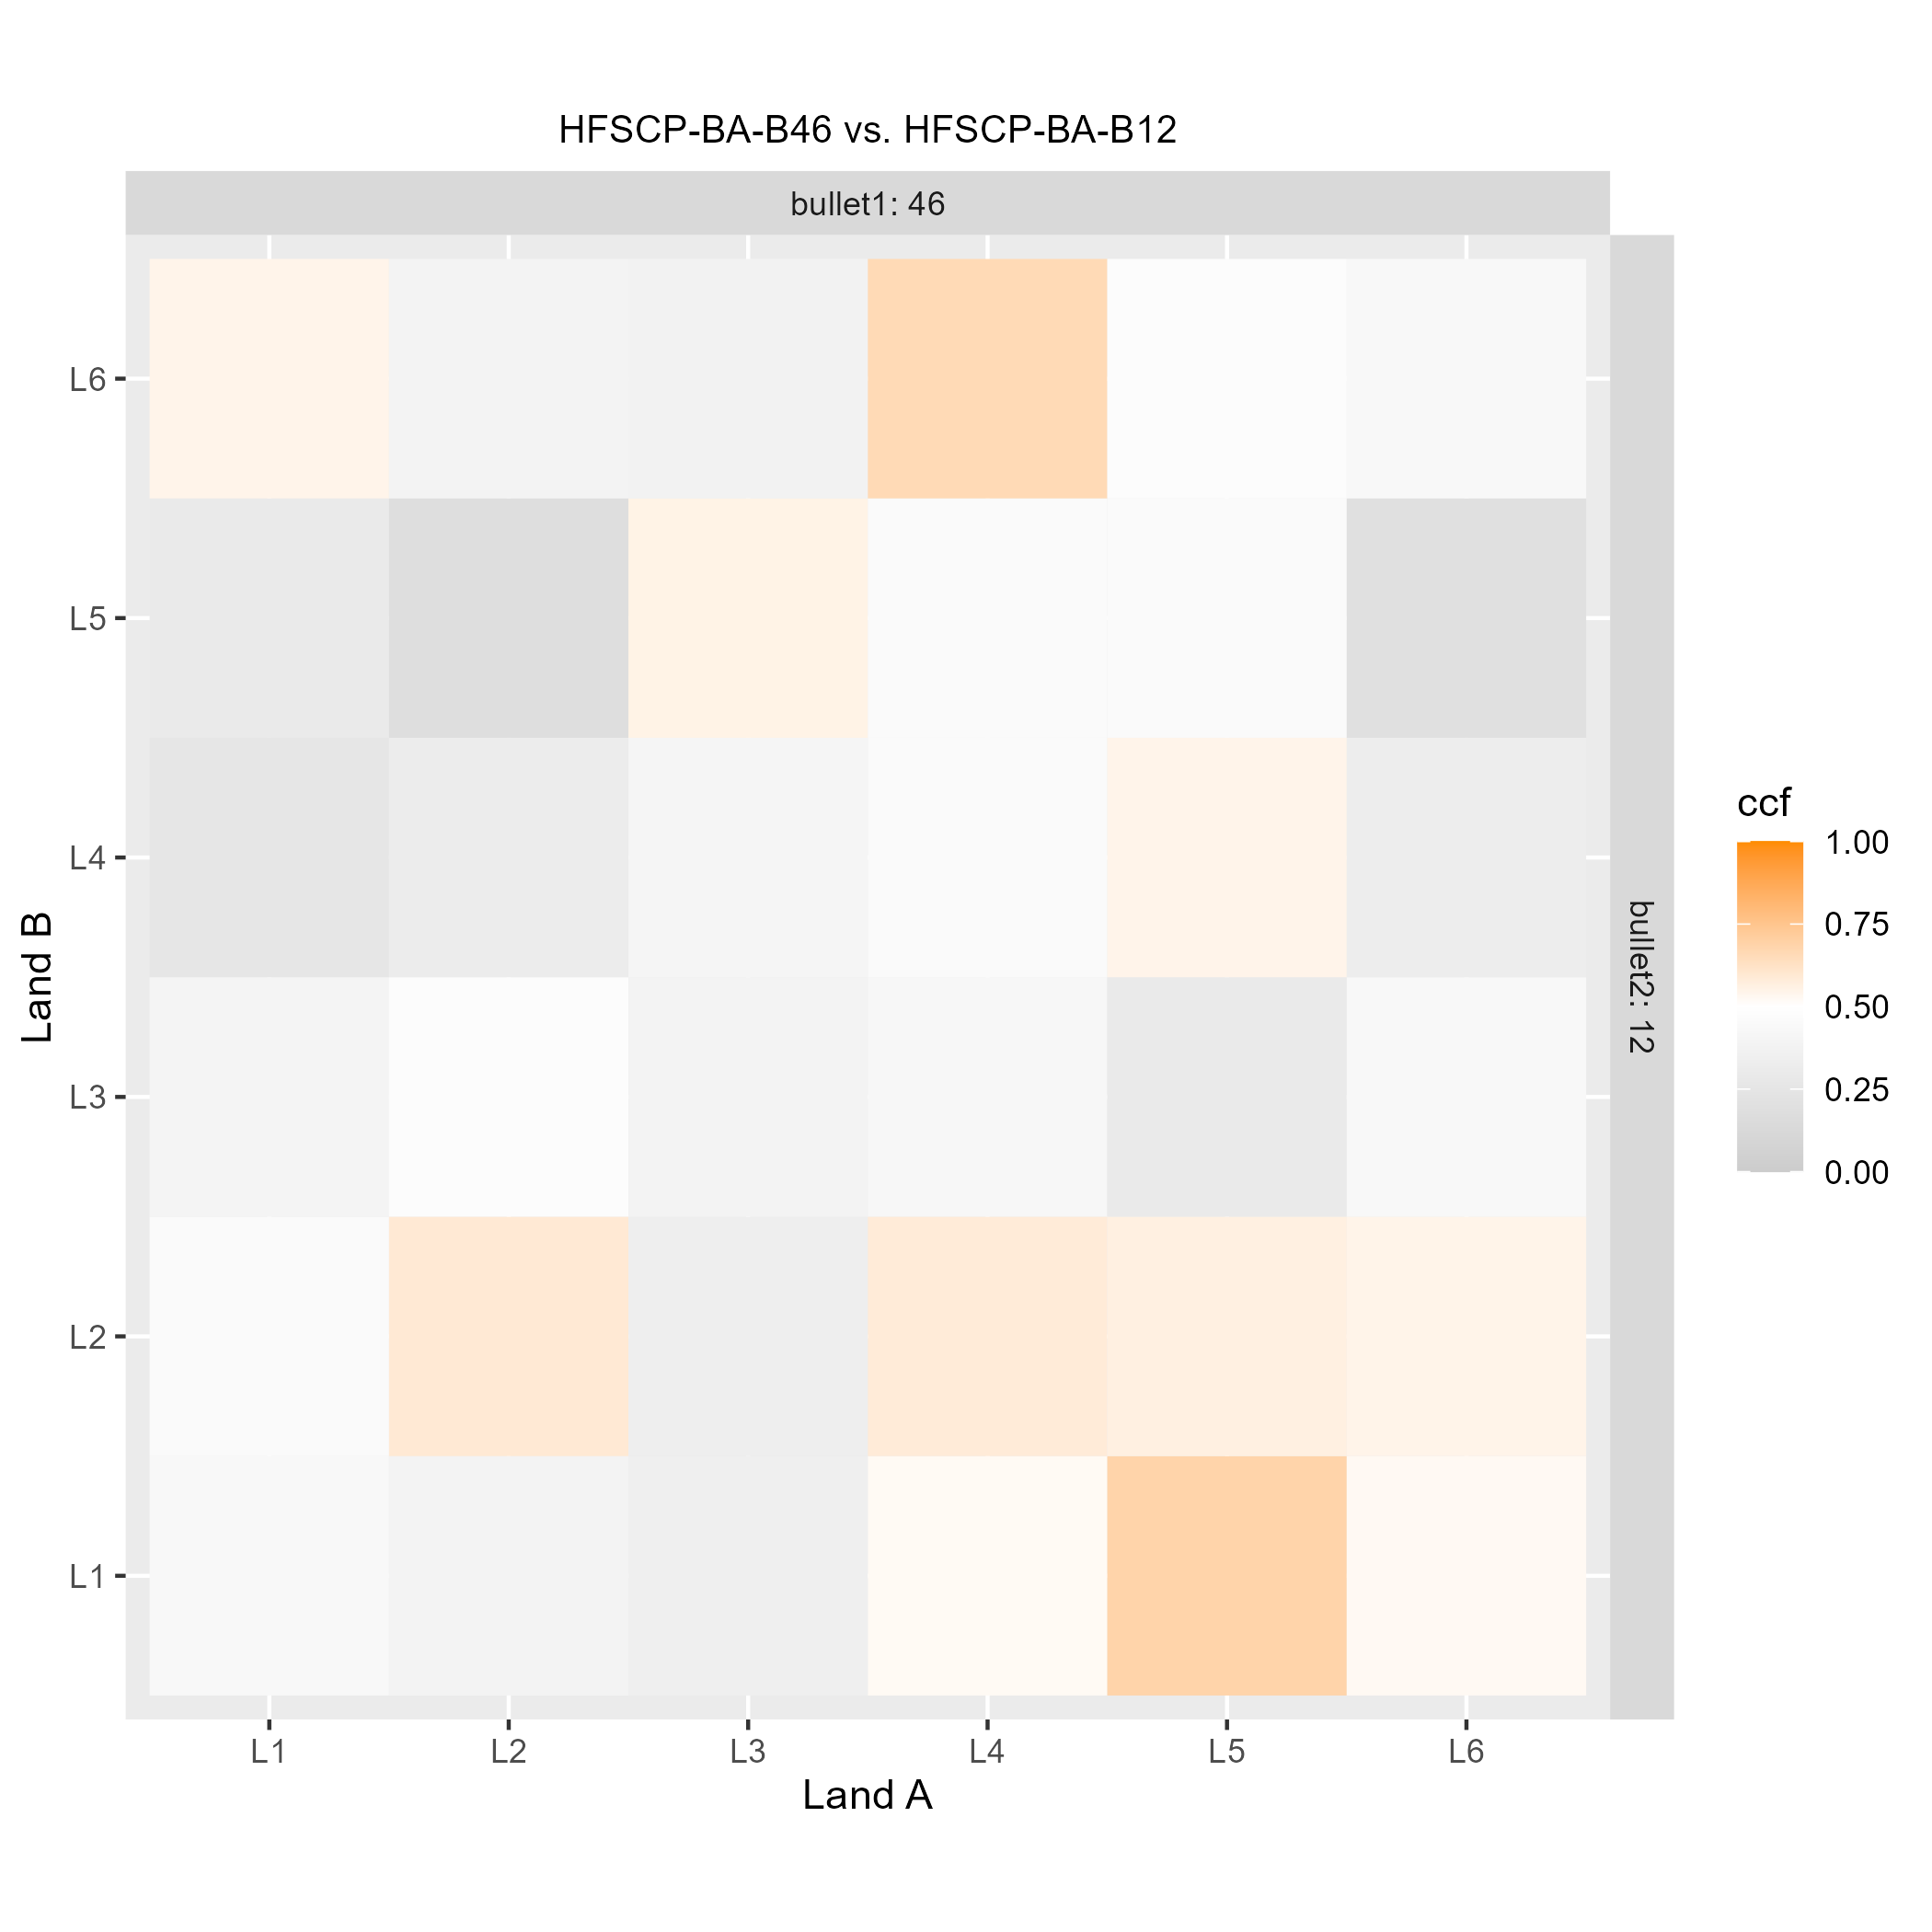 HFSCP-BA-B46 vs. HFSCP-BA-B12
bullet1: 46
L6
L5
L4
L3
L2
L1
Land B
L1 L2 L3 L4 L5 L6
Land A
bullet2: 12
ccf
1.00
0.75
0.50
0.25
0.00